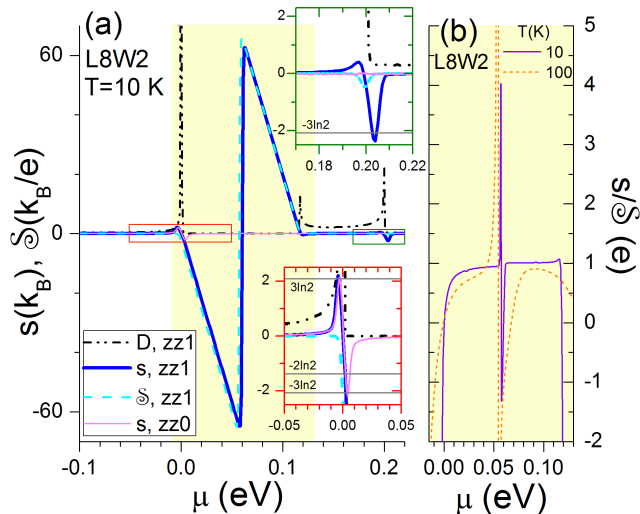 (a)
L8W2
T=10 K
60
0
-60
s(k_B), 𝒮(k_B/e)
-0.1
0.0
0.1
0.2
μ (eV)
D, zz1
s, zz1
𝒮, zz1
s, zz0
2
0
-2
-3ln2
0.18
0.20
0.22
3ln2
2
0
-2ln2
-3ln2
-2
-0.05
0.00
0.05
(b)
L8W2
T(K)
10
100
5
4
3
2
1
0
-1
-2
s/𝒮 (e)
0.00
0.05
0.10
μ (eV)